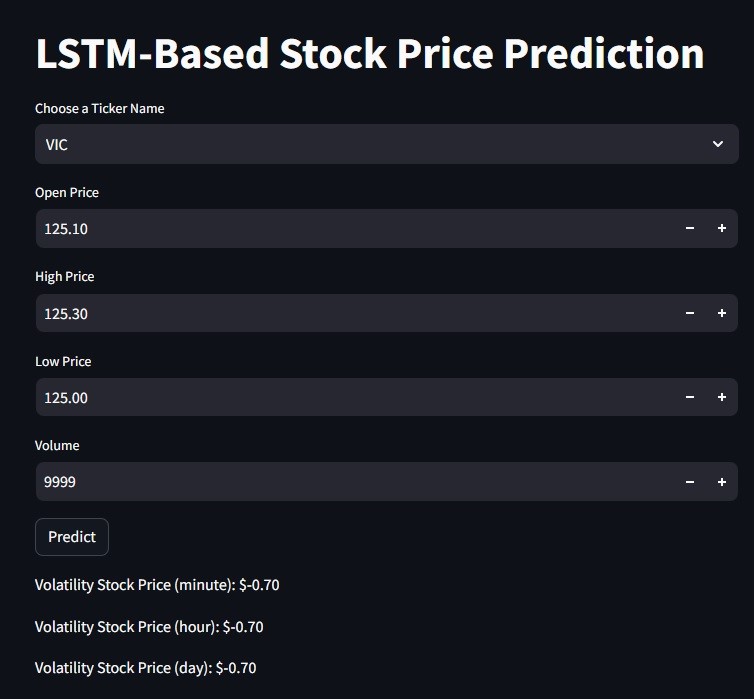 LSTM-Based Stock Price Prediction
Choose a Ticker Name
VIC
Open Price
125.10
High Price
125.30
Low Price
125.00
Volume
9999
Predict
Volatility Stock Price (minute): $-0.70
Volatility Stock Price (hour): $-0.70
Volatility Stock Price (day): $-0.70